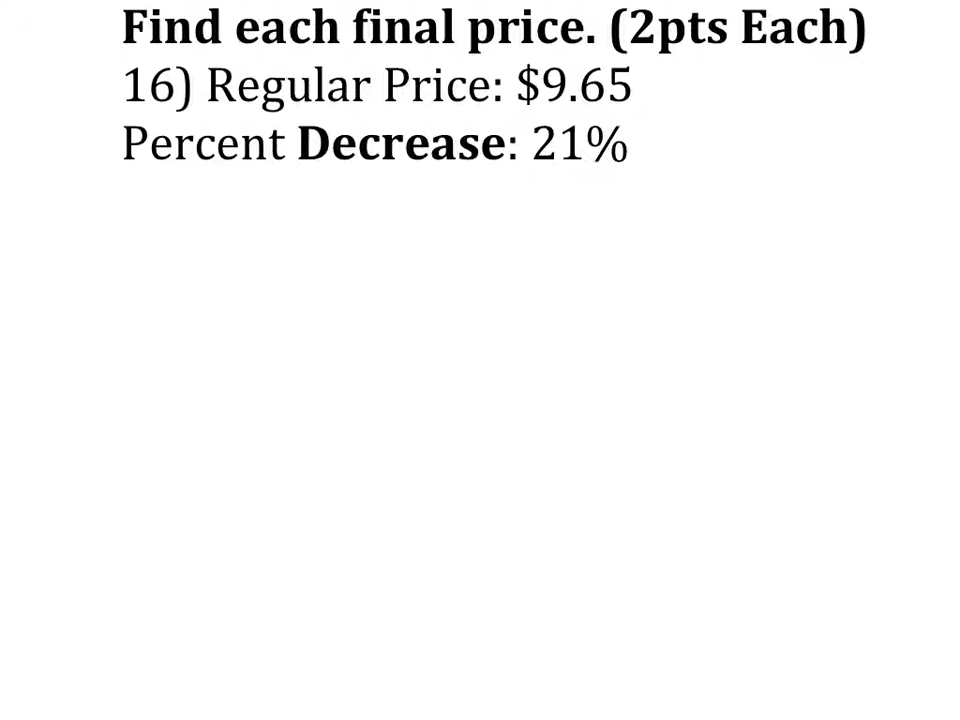 Find each final price. (2pts Each)
16) Regular Price: $9.65
Percent Decrease: 21%